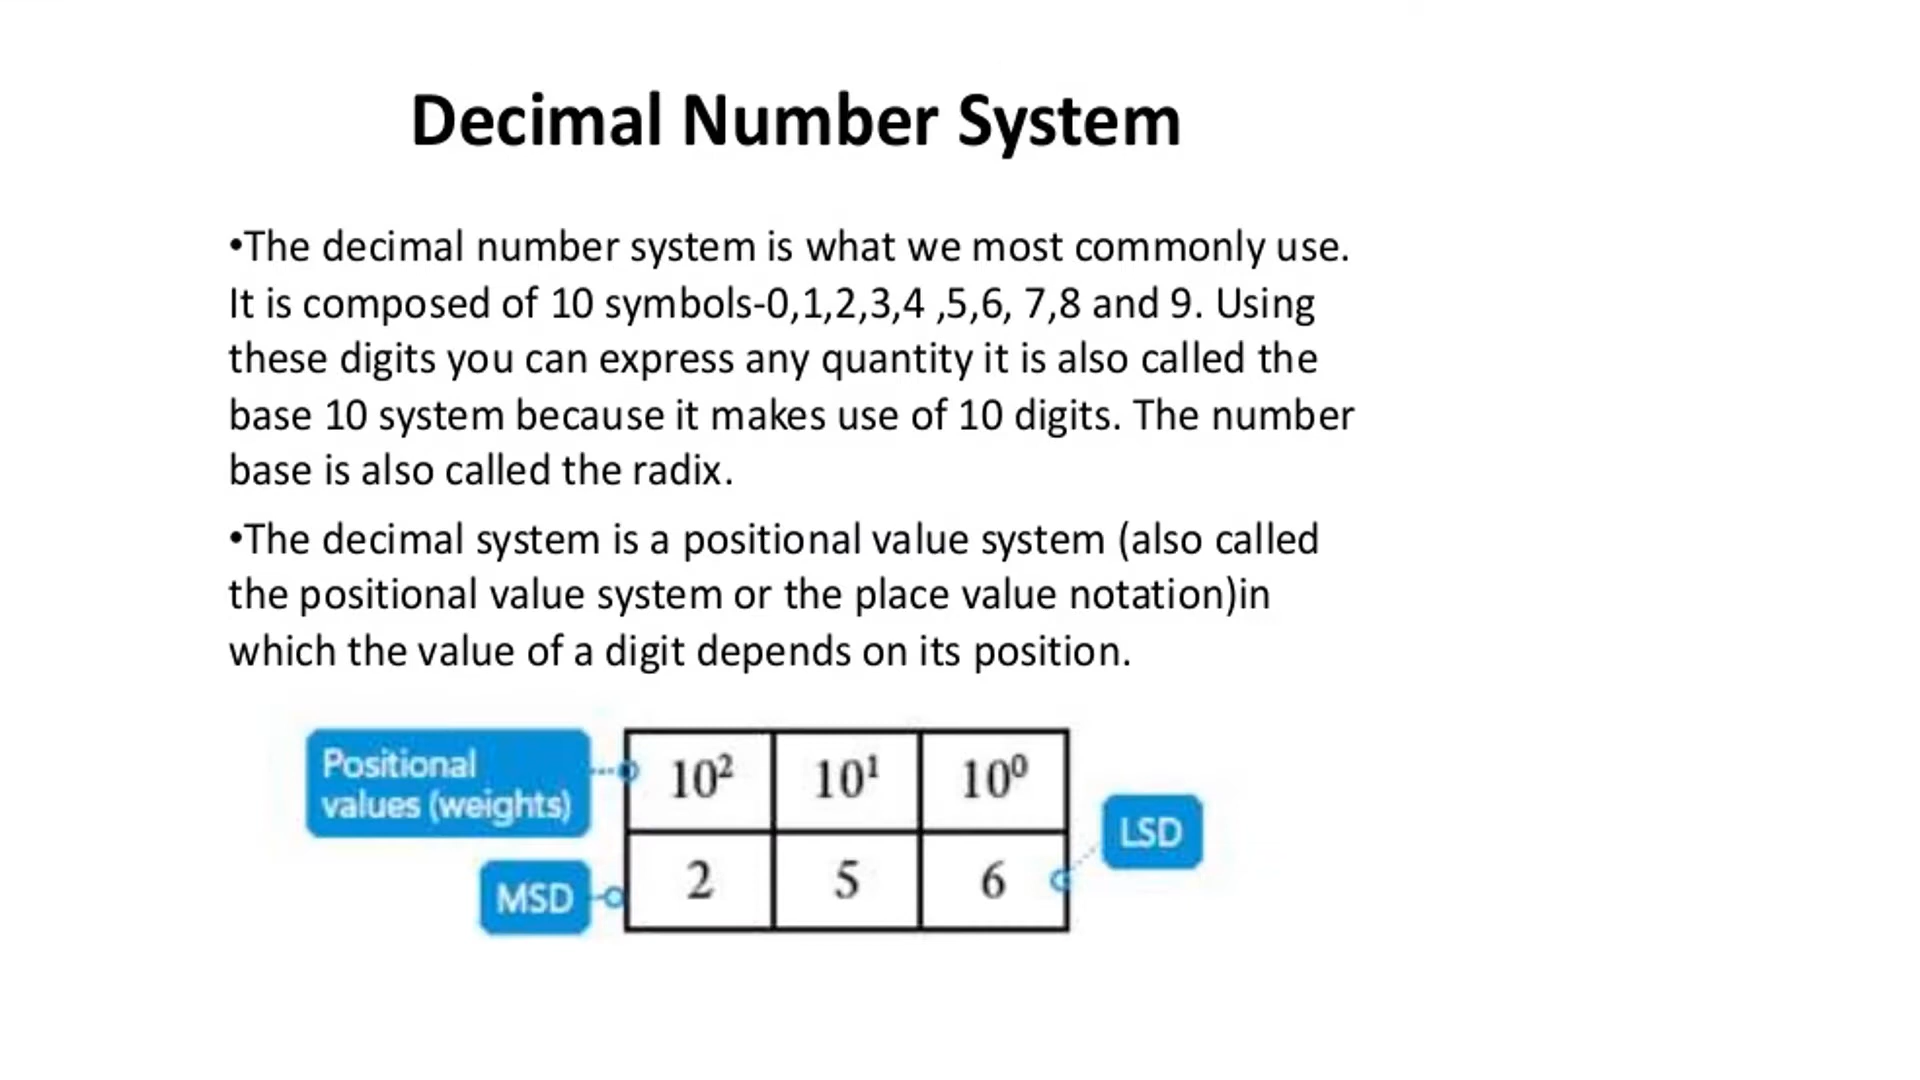 Decimal Number System
•The decimal number system is what we most commonly use.
It is composed of 10 symbols-0,1,2,3,4 ,5,6, 7,8 and 9. Using
these digits you can express any quantity it is also called the
base 10 system because it makes use of 10 digits. The number
base is also called the radix.
•The decimal system is a positional value system (also called
the positional value system or the place value notation)in
which the value of a digit depends on its position.
Positional
values (weights)
10² 10¹ 10⁰
LSD
MSD
2 5 6